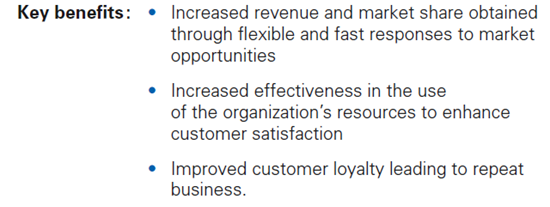 Key benefits: • Increased revenue and market share obtained
through flexible and fast responses to market
opportunities
• Increased effectiveness in the use
of the organization's resources to enhance
customer satisfaction
• Improved customer loyalty leading to repeat
business.